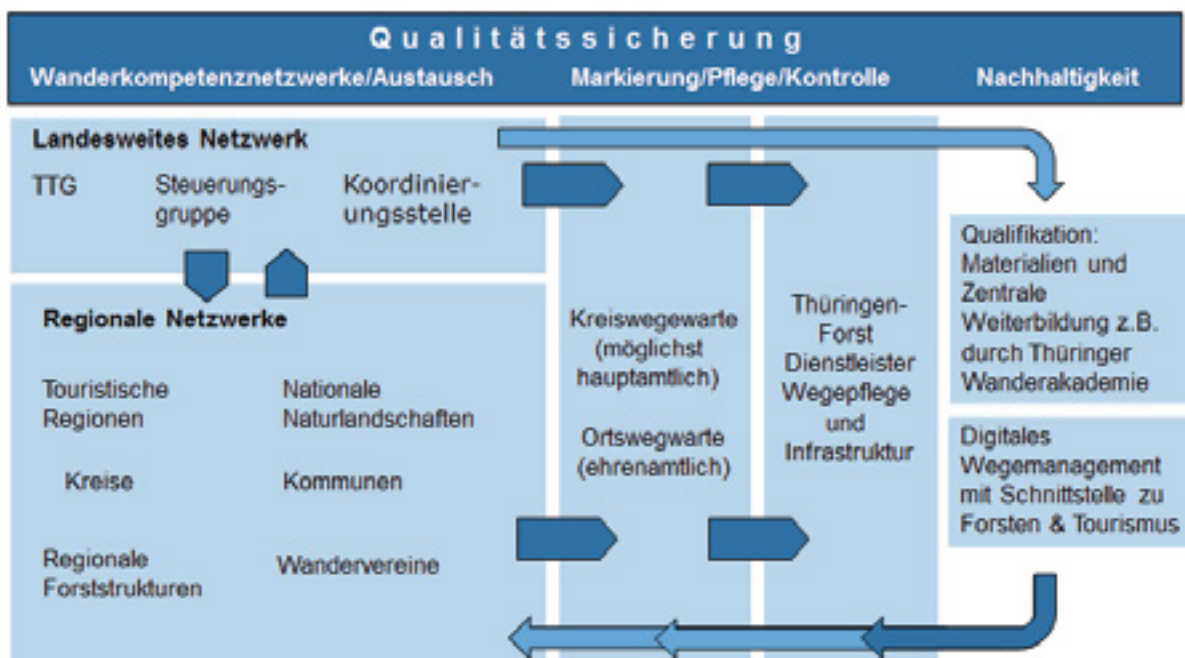 Qualitätssicherung
Wanderkompetenznetzwerke/Austausch
Markierung/Pflege/Kontrolle
Nachhaltigkeit
Landesweites Netzwerk
TTG
Steuerungs-
gruppe
Koordinier-
ungsstelle
Regionale Netzwerke
Touristische
Regionen
Nationale
Naturlandschaften
Kreise
Kommunen
Regionale
Forststrukturen
Wandervereine
Kreiswegewarte
(möglichst
hauptamtlich)
Ortswegwarte
(ehrenamtlich)
Thüringen-
Forst
Dienstleister
Wegepflege
und
Infrastruktur
Qualifikation:
Materialien und
Zentrale
Weiterbildung z.B.
durch Thüringer
Wanderakademie
Digitales
Wegemanagement
mit Schnittstelle zu
Forsten & Tourismus